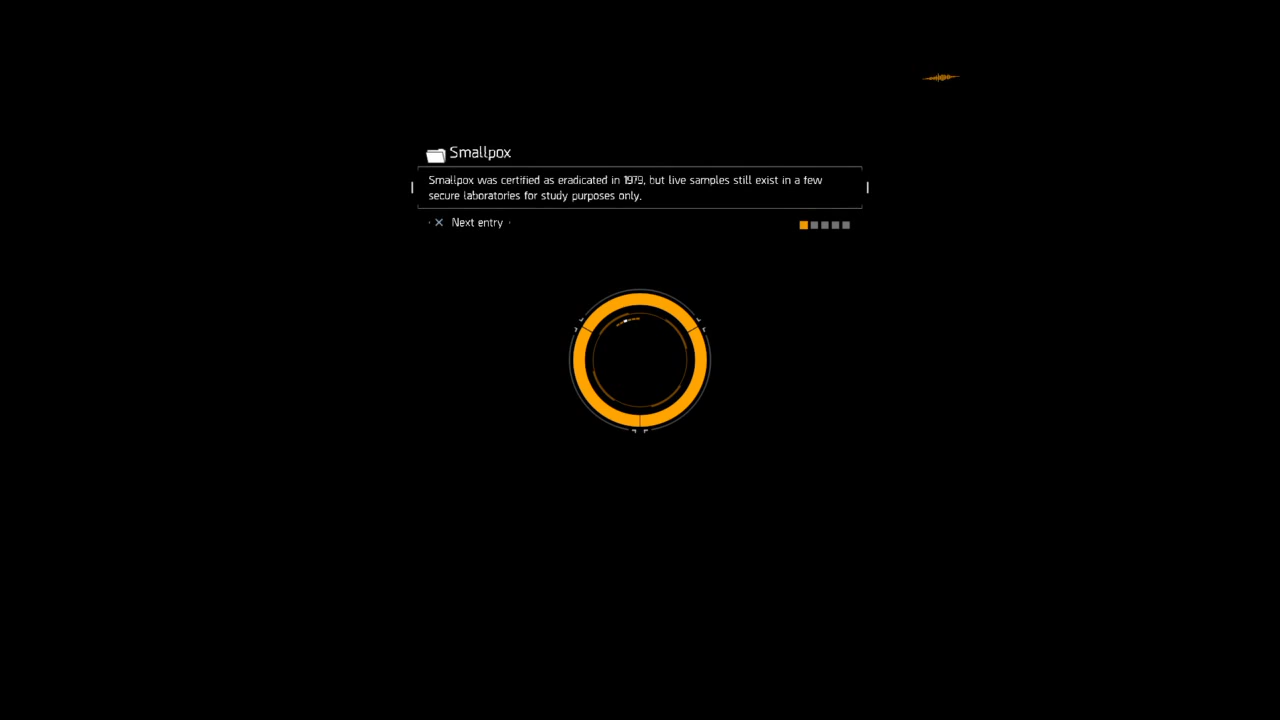 Smallpox
Smallpox was certified as eradicated in 1979, but live samples still exist in a few
secure laboratories for study purposes only.
Next entry